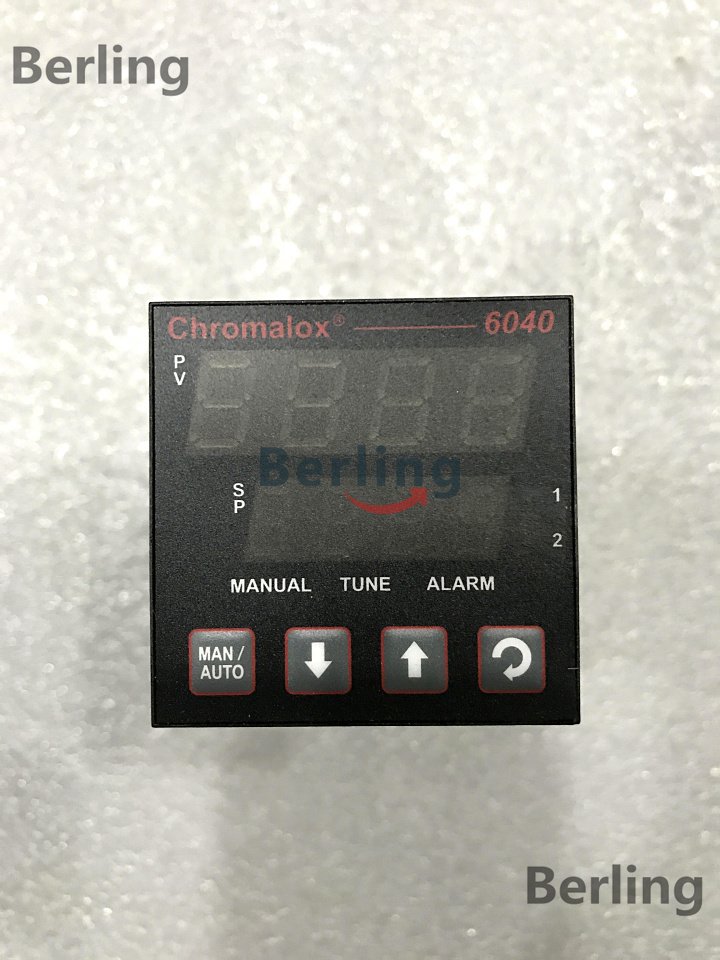 Berling
Chromalox® 6040
P
V
Berling
S
P
1
2
MANUAL TUNE ALARM
MAN /
AUTO
Berling